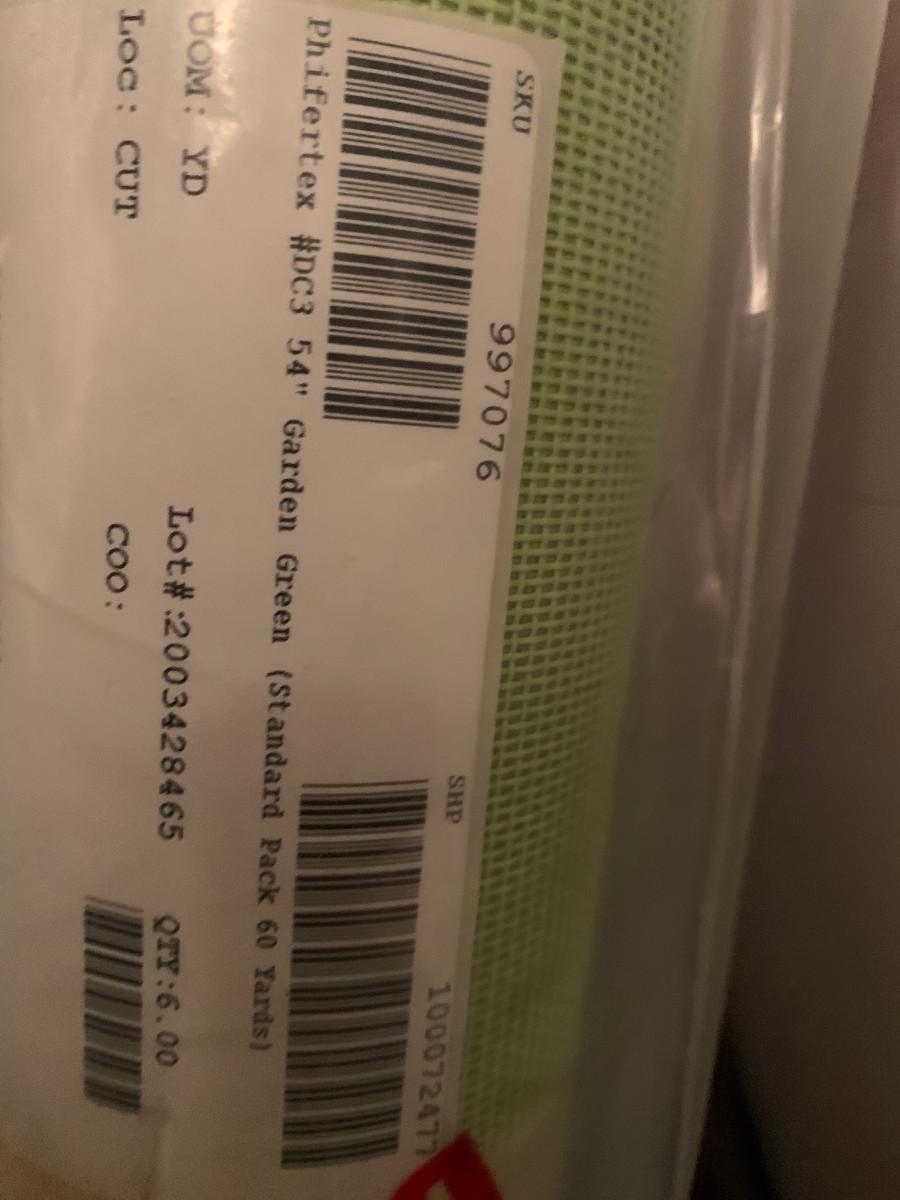 SKU 997076
SHP 100072477
Phifertex #DC3 54" Garden Green (Standard Pack 60 Yards)
UOM: YD Lot#:2003428465 QTY:6.00
Loc: CUT COO: